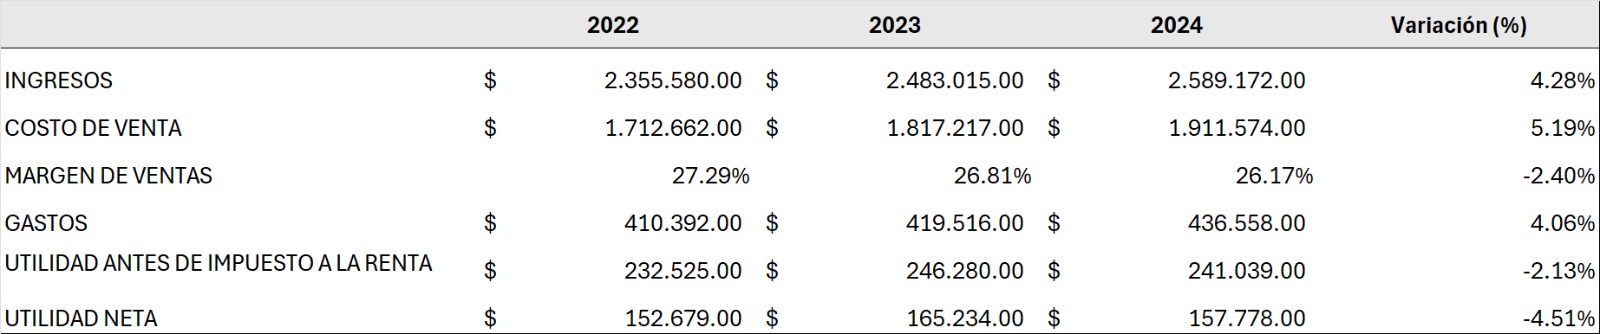 2022 2023 2024 Variación (%)
INGRESOS $ 2.355.580.00 $ 2.483.015.00 $ 2.589.172.00 4.28%
COSTO DE VENTA $ 1.712.662.00 $ 1.817.217.00 $ 1.911.574.00 5.19%
MARGEN DE VENTAS 27.29% 26.81% 26.17% -2.40%
GASTOS $ 410.392.00 $ 419.516.00 $ 436.558.00 4.06%
UTILIDAD ANTES DE IMPUESTO A LA RENTA $ 232.525.00 $ 246.280.00 $ 241.039.00 -2.13%
UTILIDAD NETA $ 152.679.00 $ 165.234.00 $ 157.778.00 -4.51%